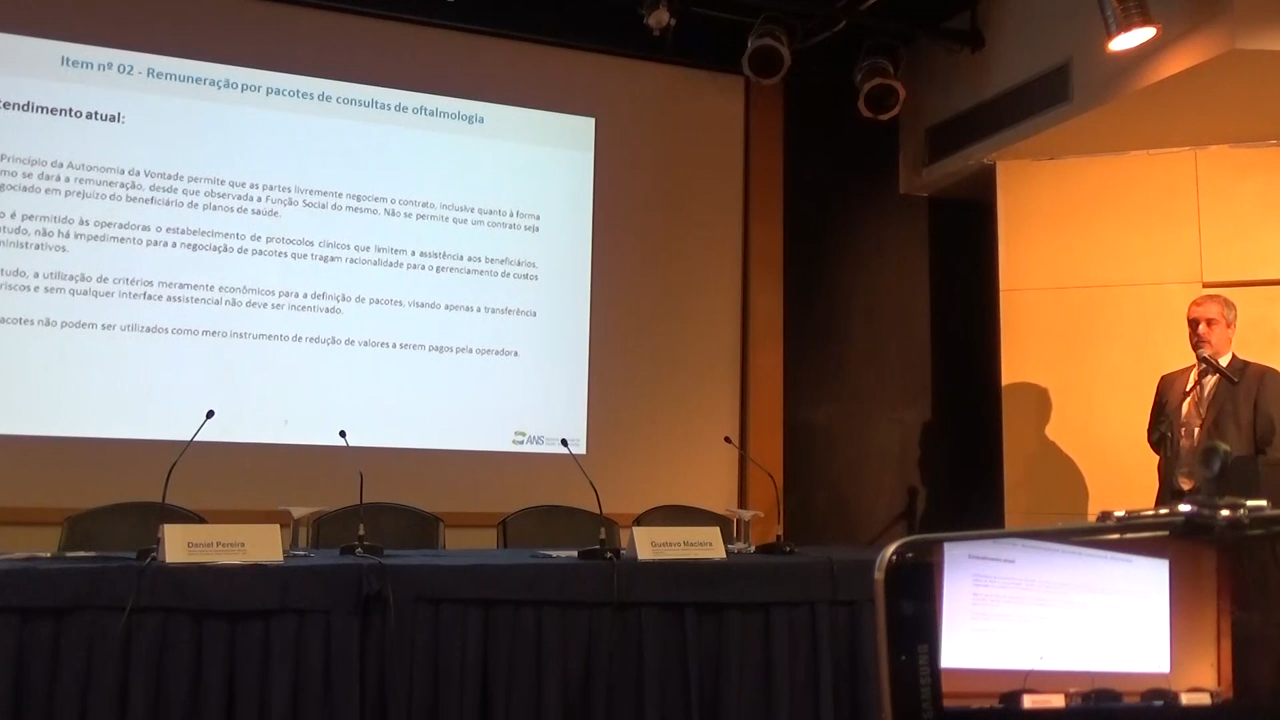 Item nº 02 - Remuneração por pacotes de consultas de oftalmologia
tendimento atual:
Princípio da Autonomia da Vontade permite que as partes livremente negociem o contrato, inclusive quanto à forma
mo se dará a remuneração, desde que observada a Função Social do mesmo. Não se permite que um contrato seja
gociado em prejuízo do beneficiário de planos de saúde.
o é permitido às operadoras o estabelecimento de protocolos clínicos que limitem a assistência aos beneficiários.
tudo, não há impedimento para a negociação de pacotes que tragam racionalidade para o gerenciamento de custos
ministrativos.
tudo, a utilização de critérios meramente econômicos para a definição de pacotes, visando apenas a transferência
riscos e sem qualquer interface assistencial não deve ser incentivado.
acotes não podem ser utilizados como mero instrumento de redução de valores a serem pagos pela operadora.
7
ANS
Daniel Pereira
Gustavo Macieira
SAMSUNG